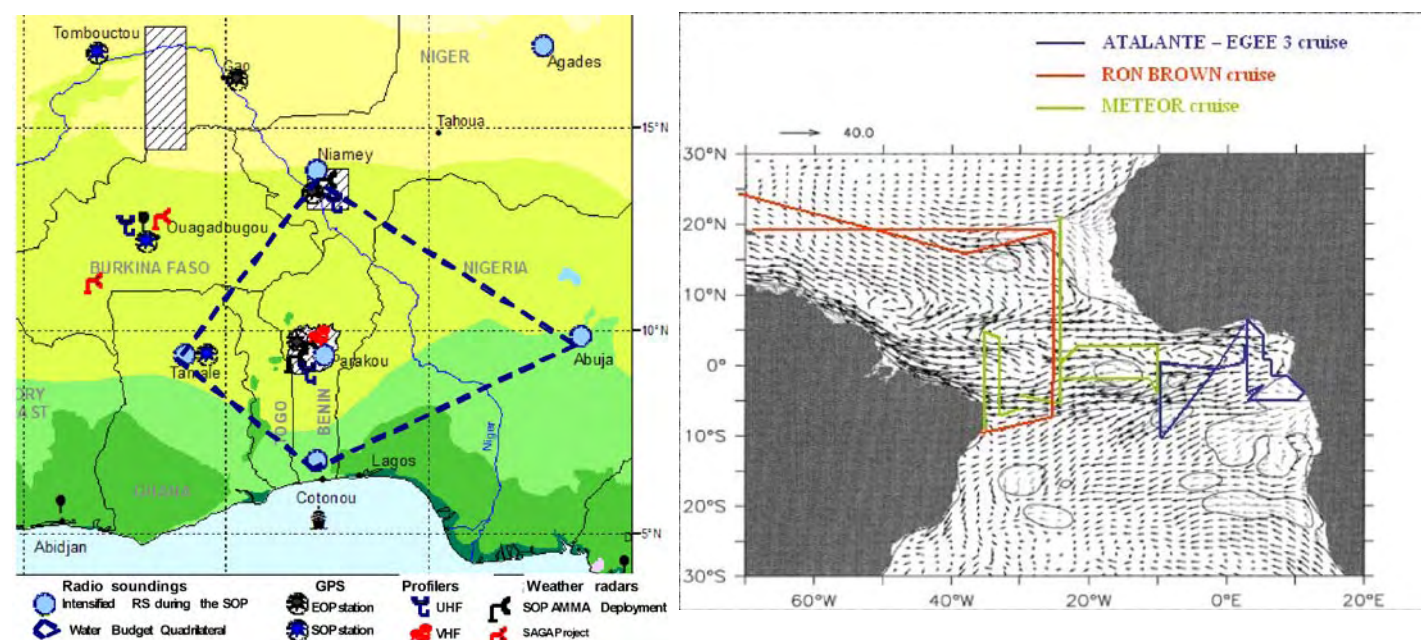 Tombouctou
Gao
NIGER
Agades
Tahoua
15°N
Niamey
Ouagadbugou
BURKINA FASO
NIGERIA
10°N
Tamale
Parakou
Abuja
TOGO
BENIN
ORY
AST
Niger
Lagos
GHANA
Cotonou
5°N
Abidjan
Radio soundings
Intensified RS during the SOP
Water Budget Quadrilateral
GPS
EOP station
SOP station
Profilers
UHF
VHF
Weather radars
SOP AMMA Deployment
SAGA Project
ATALANTE – EGEE 3 cruise
RON BROWN cruise
METEOR cruise
40.0
30°N
20°N
10°N
0°
10°S
20°S
30°S
60°W
40°W
20°W
0°E
20°E